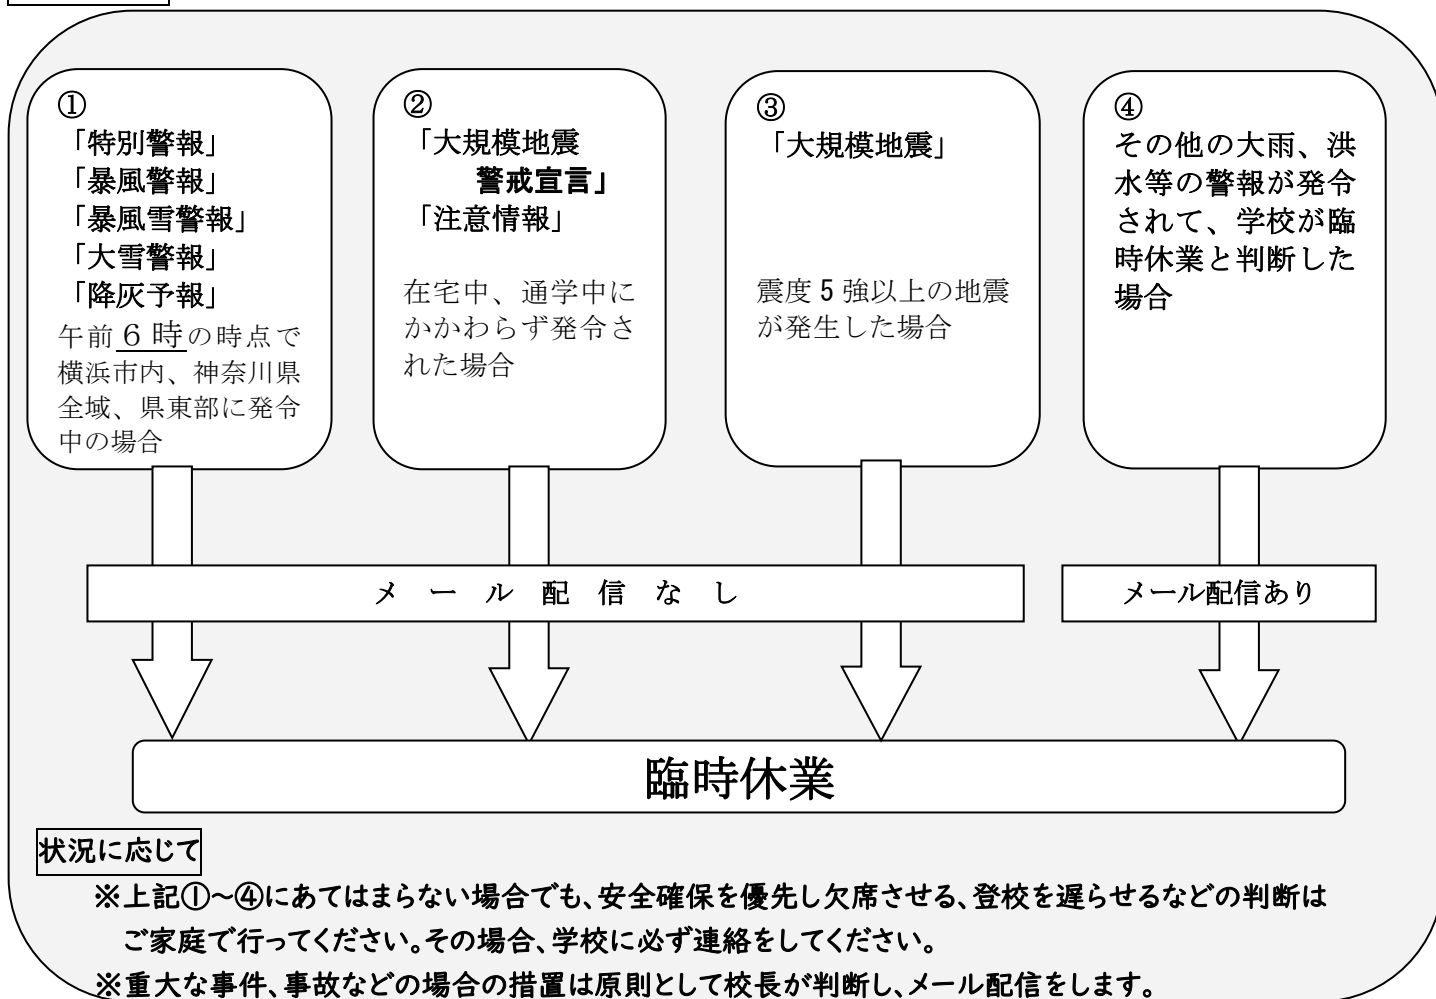 ①
「特別警報」
「暴風警報」
「暴風雪警報」
「大雪警報」
「降灰予報」
午前６時の時点で
横浜市内、神奈川県
全域、県東部に発令
中の場合
②
「大規模地震
警戒宣言」
「注意情報」
在宅中、通学中に
かかわらず発令さ
れた場合
③
「大規模地震」
震度５強以上の地震
が発生した場合
④
その他の大雨、洪
水等の警報が発令
されて、学校が臨
時休業と判断した
場合
メ ー ル 配 信 な し
メール配信あり
臨時休業
状況に応じて
※上記①～④にあてはまらない場合でも、安全確保を優先し欠席させる、登校を遅らせるなどの判断は
ご家庭で行ってください。その場合、学校に必ず連絡をしてください。
※重大な事件、事故などの場合の措置は原則として校長が判断し、メール配信をします。